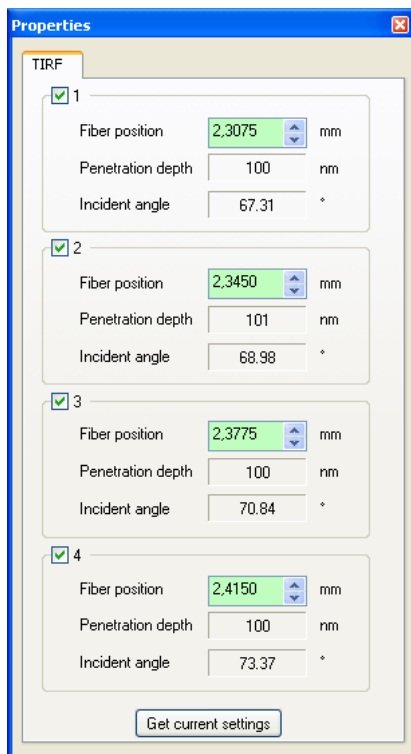 Properties
TIRF
1
Fiber position 2,3075 mm
Penetration depth 100 nm
Incident angle 67.31 °
2
Fiber position 2,3450 mm
Penetration depth 101 nm
Incident angle 68.98 °
3
Fiber position 2,3775 mm
Penetration depth 100 nm
Incident angle 70.84 °
4
Fiber position 2,4150 mm
Penetration depth 100 nm
Incident angle 73.37 °
Get current settings